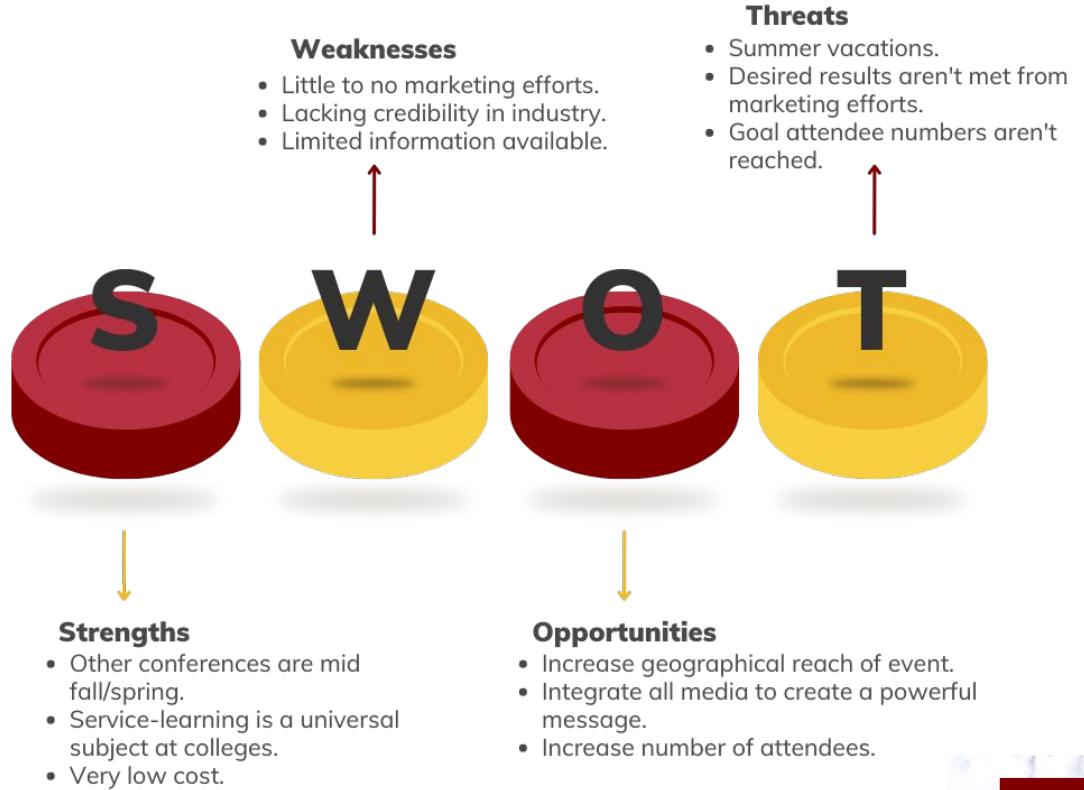 Threats
• Summer vacations.
• Desired results aren't met from
marketing efforts.
• Goal attendee numbers aren't
reached.
Weaknesses
• Little to no marketing efforts.
• Lacking credibility in industry.
• Limited information available.
S W O T
Strengths
• Other conferences are mid
fall/spring.
• Service-learning is a universal
subject at colleges.
• Very low cost.
Opportunities
• Increase geographical reach of event.
• Integrate all media to create a powerful
message.
• Increase number of attendees.